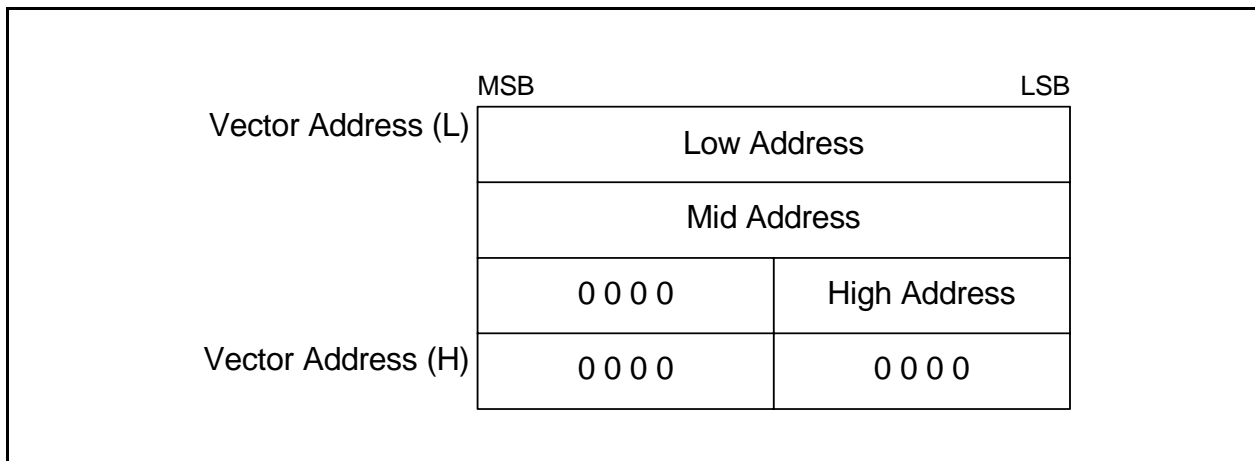 MSB LSB
Vector Address (L) Low Address
Mid Address
0 0 0 0 High Address
Vector Address (H) 0 0 0 0 0 0 0 0